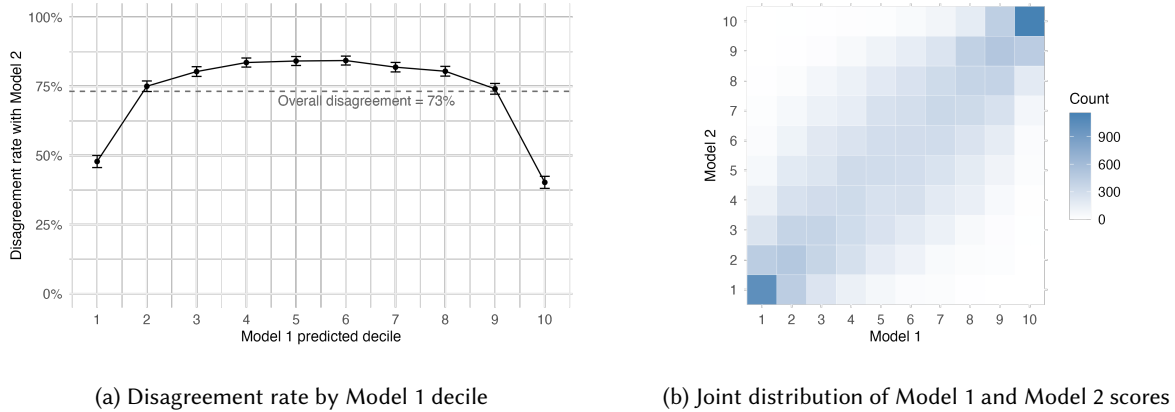 100%
75%
50%
25%
0%
Disagreement rate with Model 2
Overall disagreement = 73%
1 2 3 4 5 6 7 8 9 10
Model 1 predicted decile
(a) Disagreement rate by Model 1 decile
10
9
8
7
6
5
4
3
2
1
Model 2
1 2 3 4 5 6 7 8 9 10
Model 1
Count
900
600
300
0
(b) Joint distribution of Model 1 and Model 2 scores